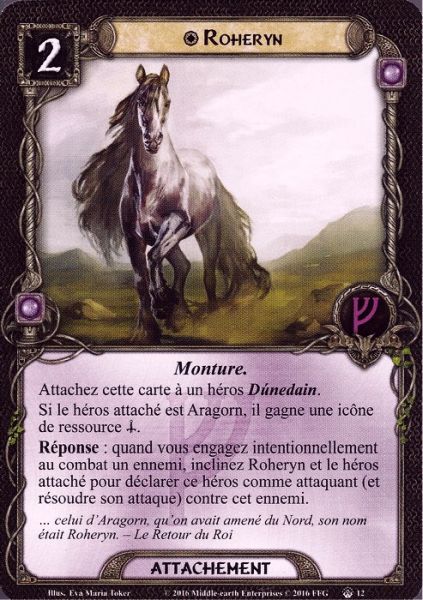 2
Roheryn
Monture.
Attachez cette carte à un héros Dúnedain.
Si le héros attaché est Aragorn, il gagne une icône
de ressource .
Réponse : quand vous engagez intentionnellement
au combat un ennemi, inclinez Roheryn et le héros
attaché pour déclarer ce héros comme attaquant (et
résoudre son attaque) contre cet ennemi.
... celui d'Aragorn, qu'on avait amené du Nord, son nom
était Roheryn. – Le Retour du Roi
ATTACHEMENT
Illus. Eva Maria Toker © 2016 Middle-earth Enterprises © 2016 FFG 12